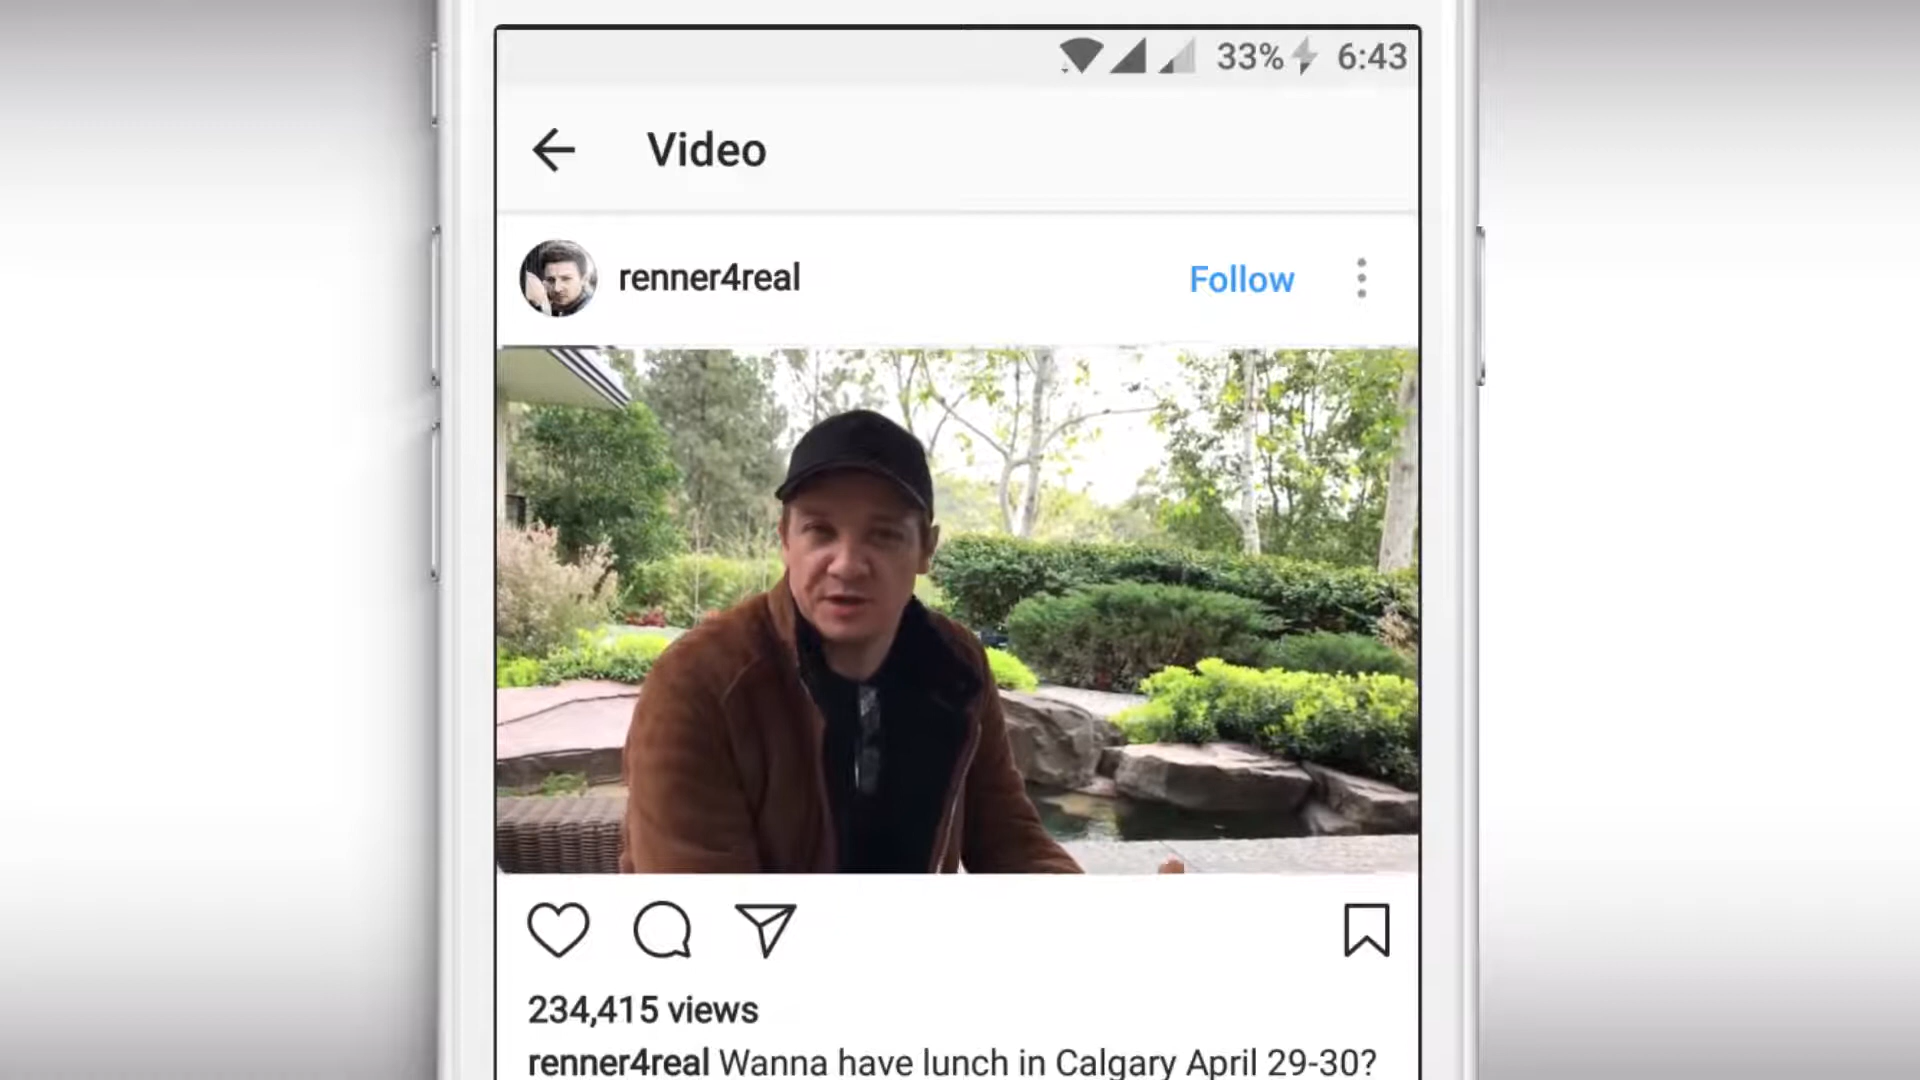 33% 6:43
Video
renner4real Follow
234,415 views
renner4real Wanna have lunch in Calgary April 29-30?